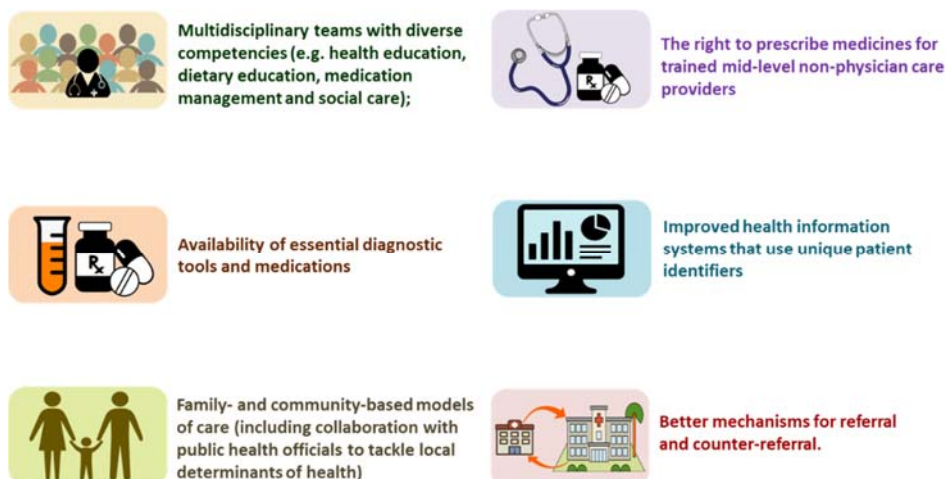 Multidisciplinary teams with diverse
competencies (e.g. health education,
dietary education, medication
management and social care);
The right to prescribe medicines for
trained mid-level non-physician care
providers
Rx
Availability of essential diagnostic
tools and medications
Rx
Improved health information
systems that use unique patient
identifiers
Family- and community-based models
of care (including collaboration with
public health officials to tackle local
determinants of health)
Better mechanisms for referral
and counter-referral.